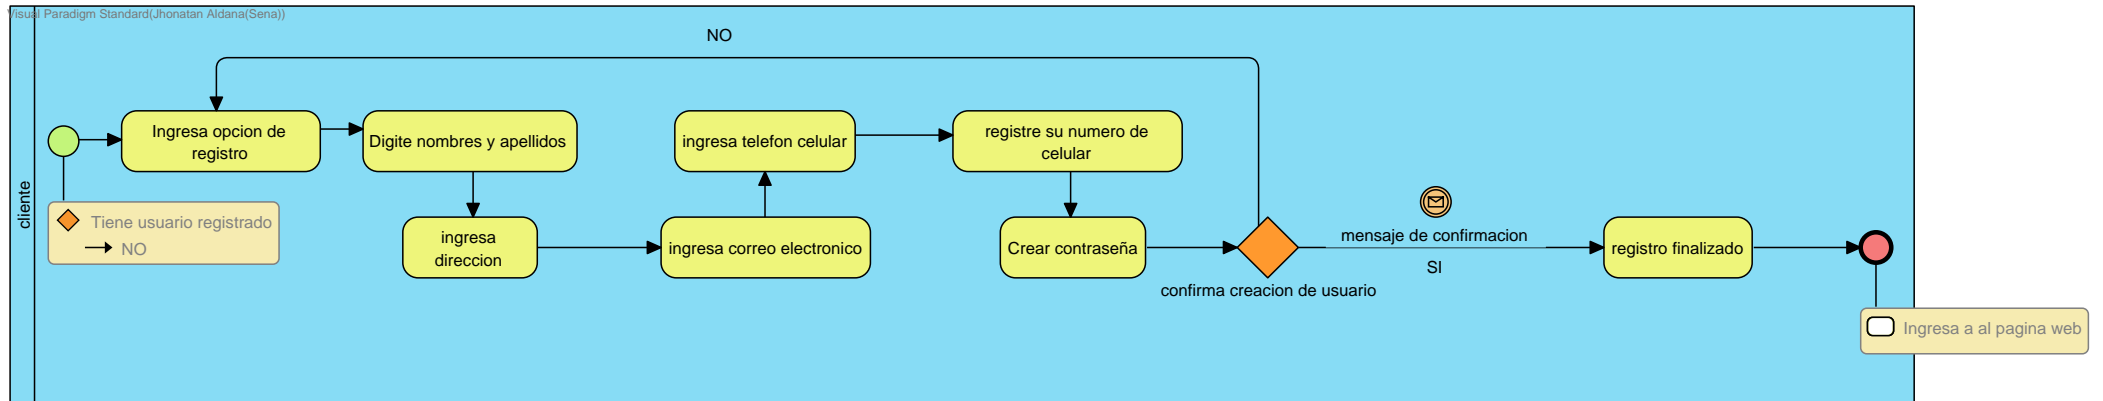 Visual Paradigm Standard(Jhonatan Aldana(Sena))
NO
cliente
Ingresa opcion de
registro
Digite nombres y apellidos
ingresa telefon celular
registre su numero de
celular
Tiene usuario registrado
NO
ingresa
direccion
ingresa correo electronico
Crear contraseña
confirma creacion de usuario
mensaje de confirmacion
SI
registro finalizado
Ingresa a al pagina web